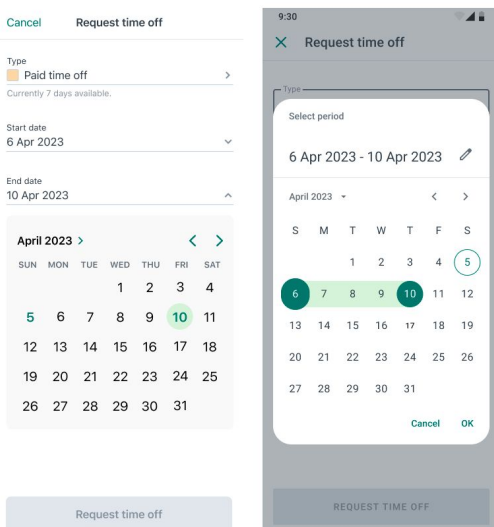 Cancel Request time off
Type
Paid time off
Currently 7 days available.
Start date
6 Apr 2023
End date
10 Apr 2023
April 2023
SUN MON TUE WED THU FRI SAT
1 2 3 4
5 6 7 8 9 10 11
12 13 14 15 16 17 18
19 20 21 22 23 24 25
26 27 28 29 30 31
Request time off
9:30
Request time off
Type
Select period
6 Apr 2023 - 10 Apr 2023
April 2023
S M T W T F S
1 2 3 4 5
6 7 8 9 10 11 12
13 14 15 16 17 18 19
20 21 22 23 24 25 26
27 28 29 30 31
Cancel OK
REQUEST TIME OFF